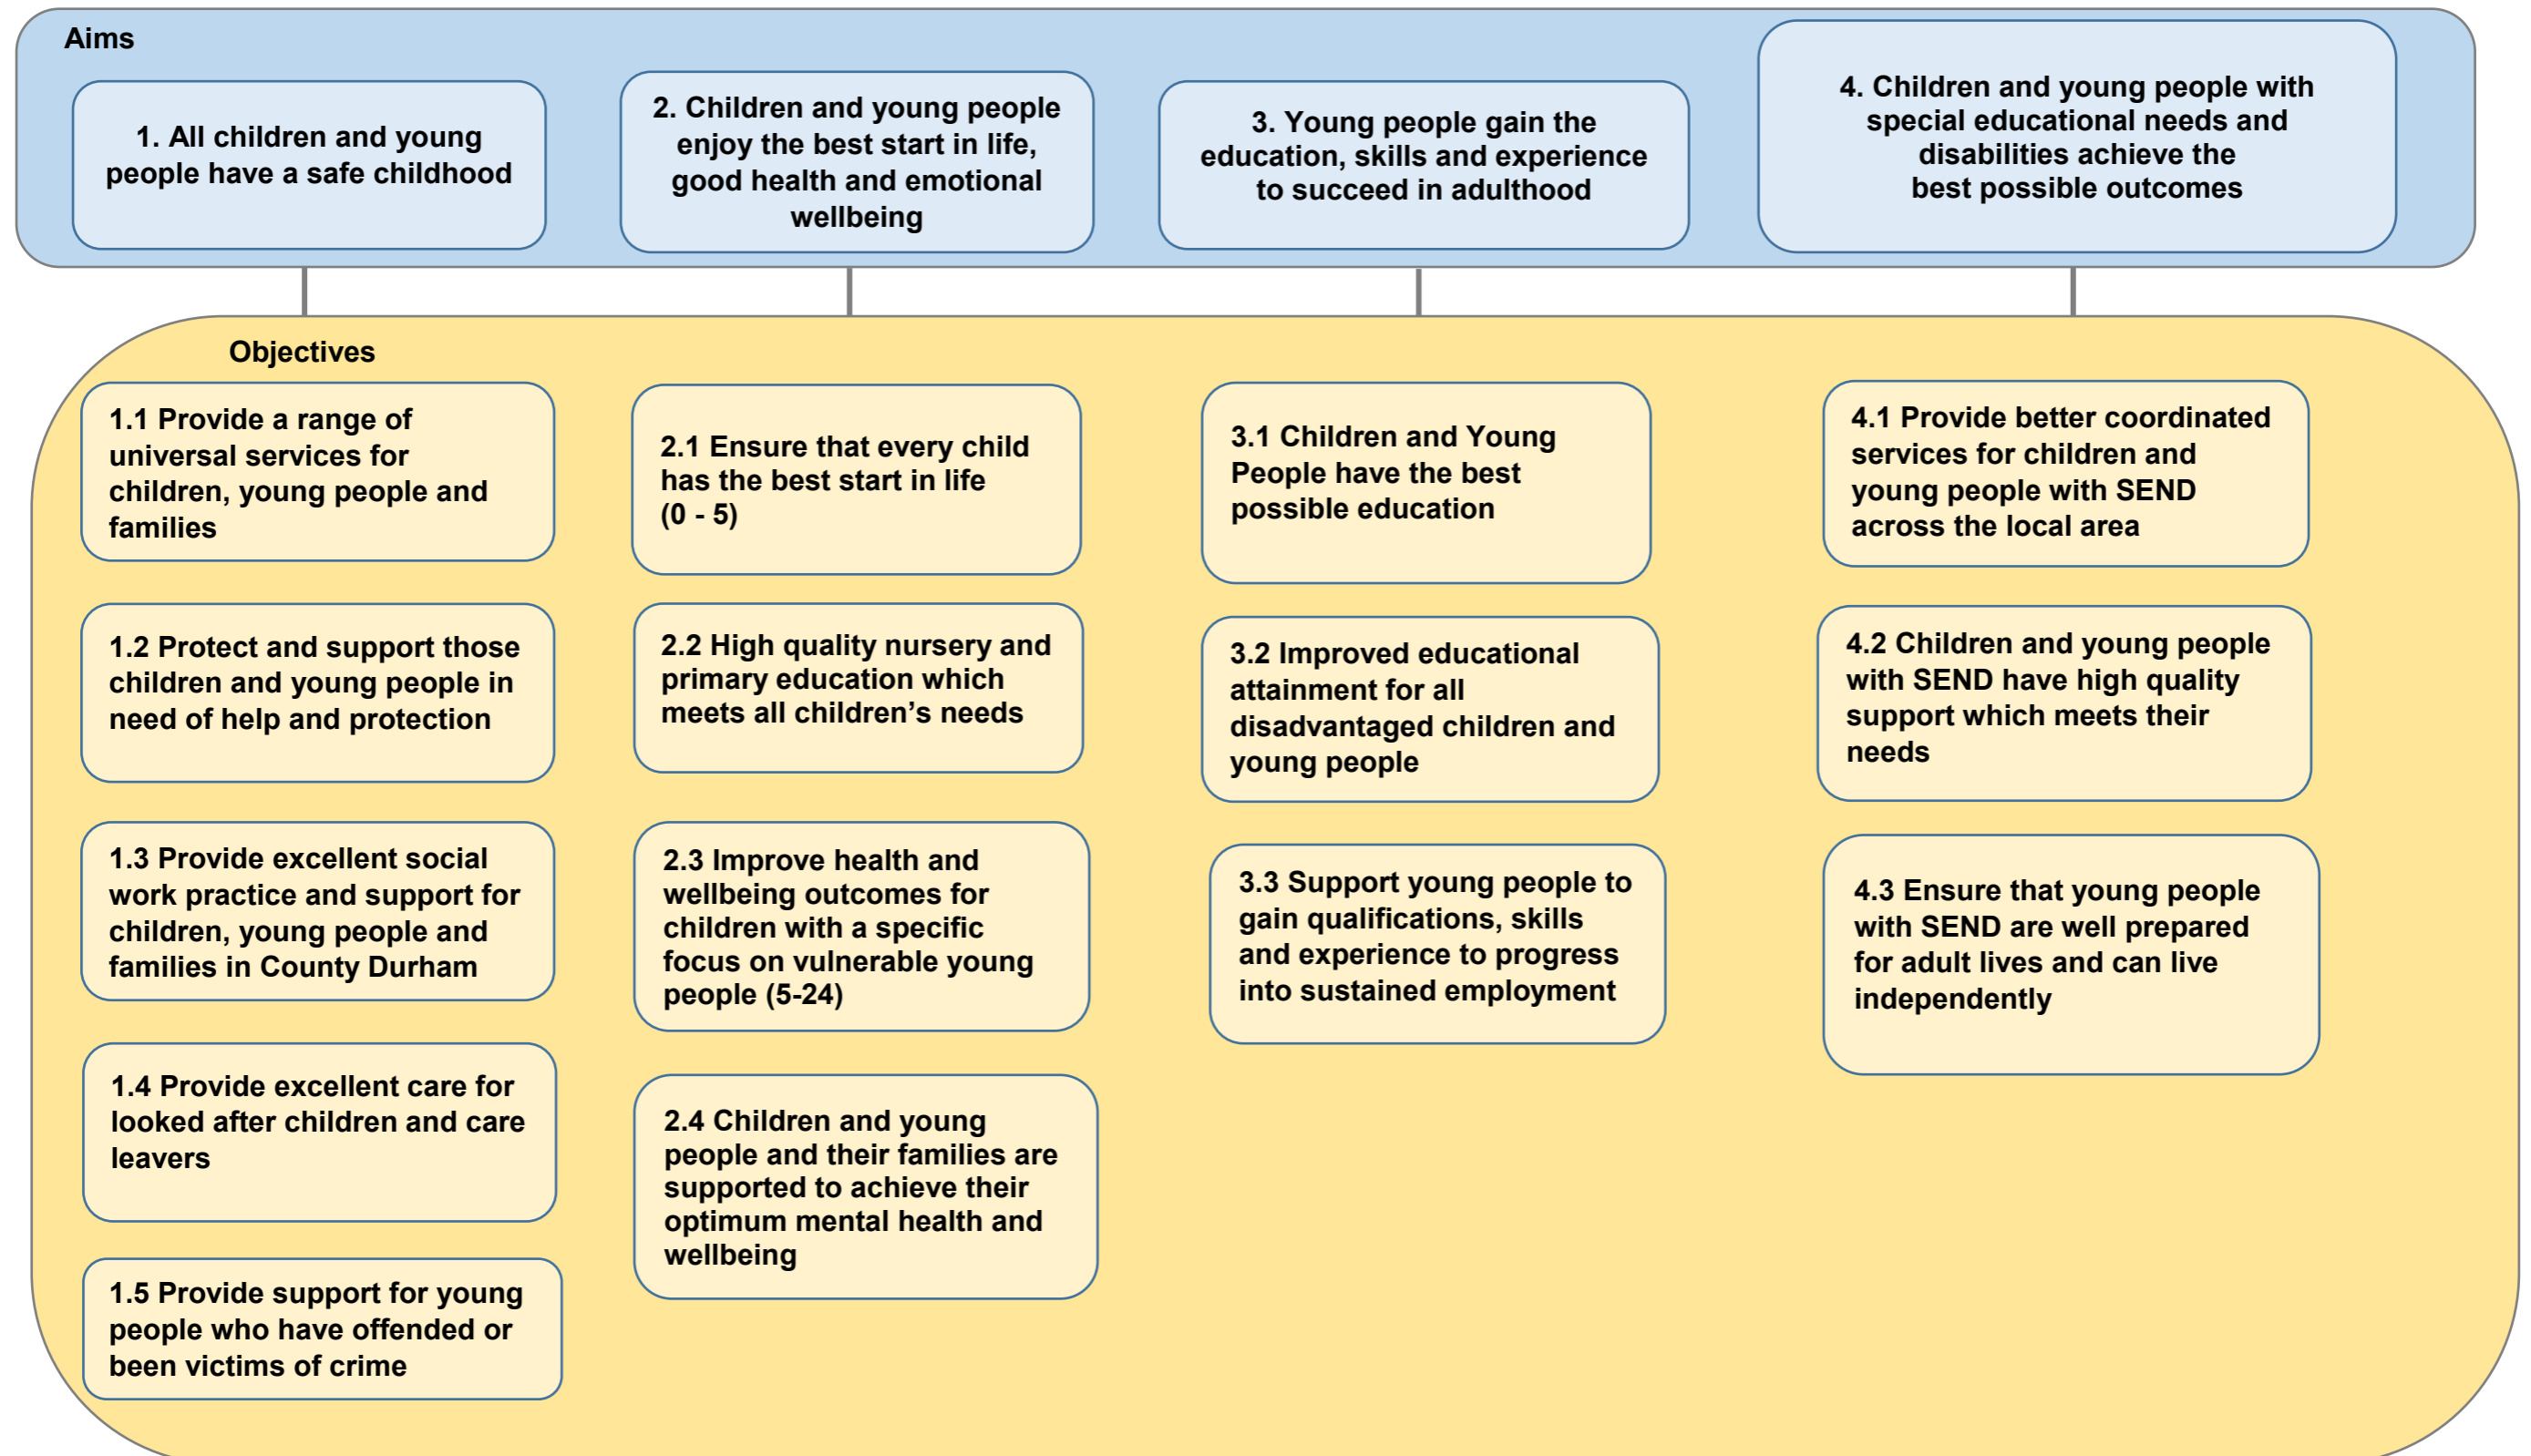 Aims
1. All children and young
people have a safe childhood
2. Children and young people
enjoy the best start in life,
good health and emotional
wellbeing
3. Young people gain the
education, skills and experience
to succeed in adulthood
4. Children and young people with
special educational needs and
disabilities achieve the
best possible outcomes
Objectives
1.1 Provide a range of
universal services for
children, young people and
families
1.2 Protect and support those
children and young people in
need of help and protection
1.3 Provide excellent social
work practice and support for
children, young people and
families in County Durham
1.4 Provide excellent care for
looked after children and care
leavers
1.5 Provide support for young
people who have offended or
been victims of crime
2.1 Ensure that every child
has the best start in life
(0 - 5)
2.2 High quality nursery and
primary education which
meets all children’s needs
2.3 Improve health and
wellbeing outcomes for
children with a specific
focus on vulnerable young
people (5-24)
2.4 Children and young
people and their families are
supported to achieve their
optimum mental health and
wellbeing
3.1 Children and Young
People have the best
possible education
3.2 Improved educational
attainment for all
disadvantaged children and
young people
3.3 Support young people to
gain qualifications, skills
and experience to progress
into sustained employment
4.1 Provide better coordinated
services for children and
young people with SEND
across the local area
4.2 Children and young people
with SEND have high quality
support which meets their
needs
4.3 Ensure that young people
with SEND are well prepared
for adult lives and can live
independently